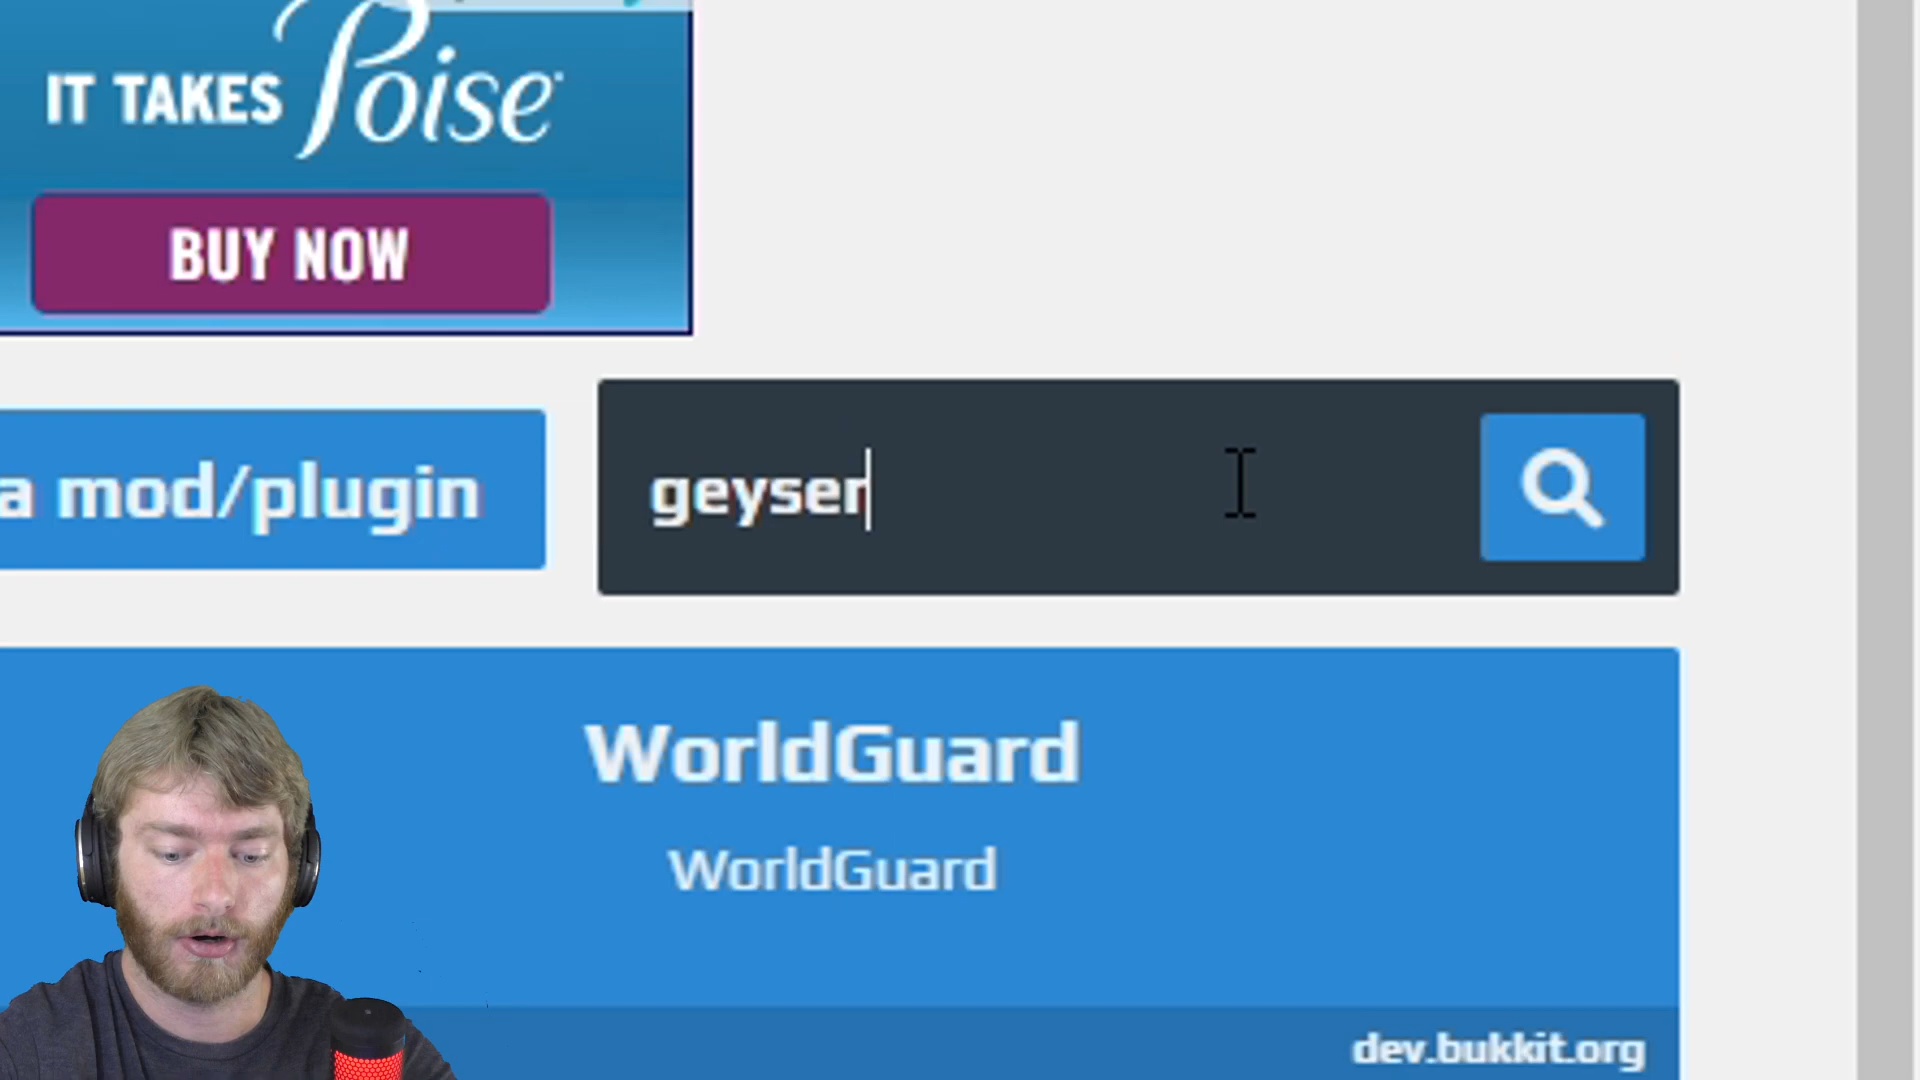 IT TAKES Poise
BUY NOW
a mod/plugin
geyser
WorldGuard
WorldGuard
dev.bukkit.org